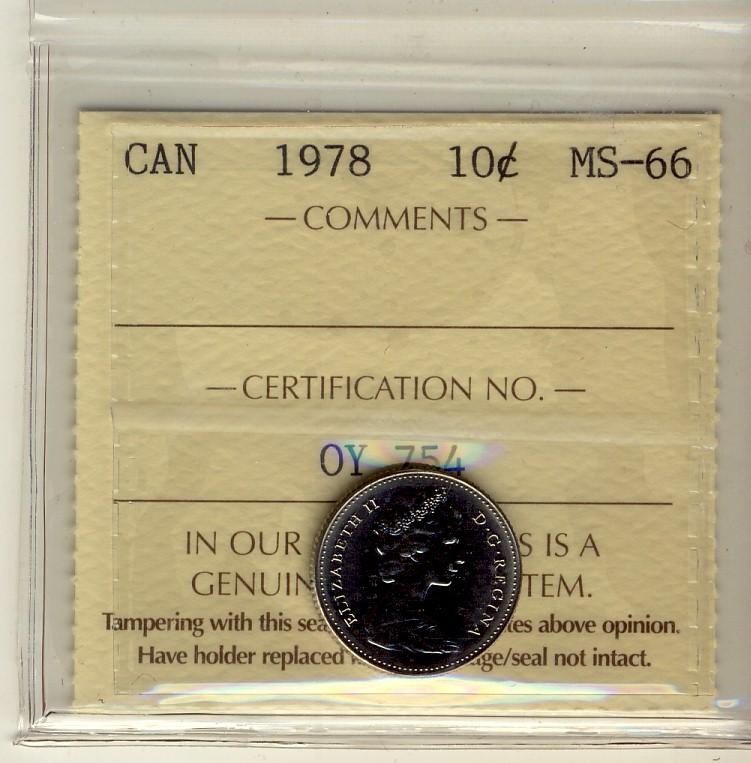 CAN 1978 10¢ MS-66
— COMMENTS —
— CERTIFICATION NO. —
OY 754
IN OUR S IS A
GENUIN TEM.
Tampering with this sea tes above opinion.
Have holder replaced ge/seal not intact.
ELIZABETH II D·G·REGINA